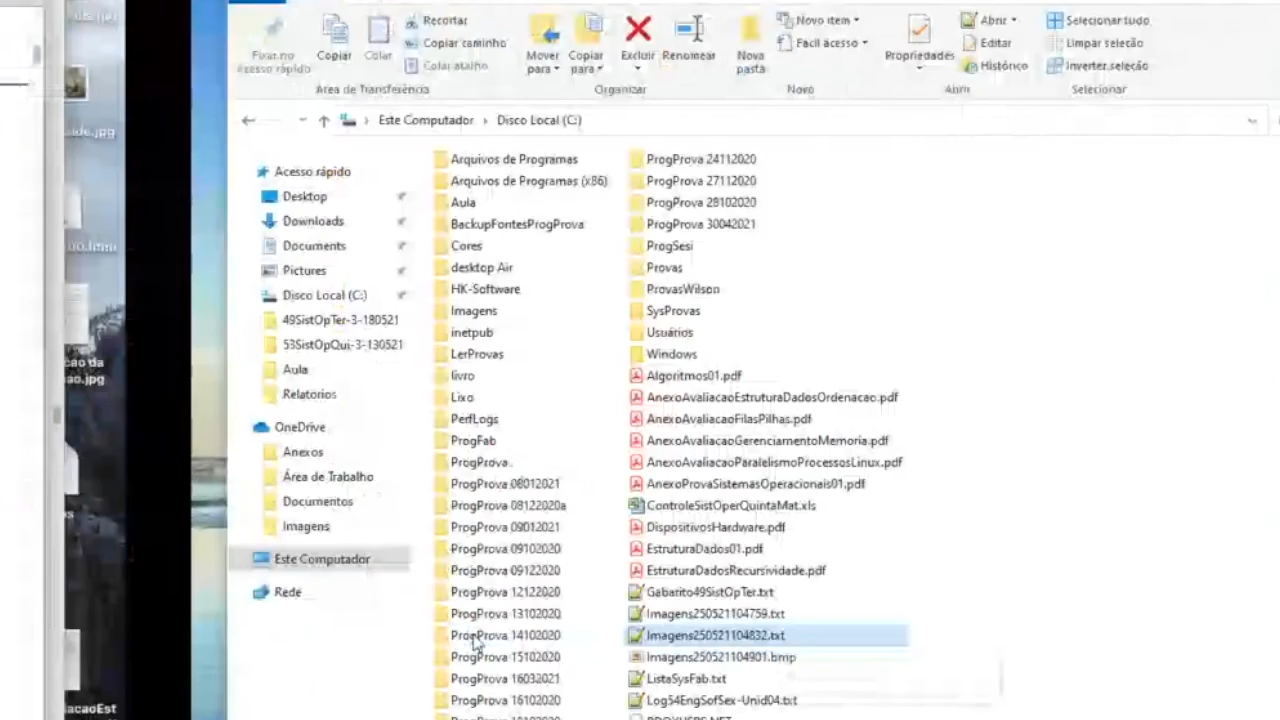 Recortar
Copiar caminho
Colar atalho
Fixar no
Acesso rápido
Copiar
Colar
Mover
para
Copiar
para
Excluir
Renomear
Nova
pasta
Novo item
Fácil acesso
Propriedades
Abrir
Editar
Histórico
Selecionar tudo
Limpar seleção
Inverter seleção
Área de Transferência
Organizar
Novo
Abrir
Selecionar
Este Computador › Disco Local (C:)
Acesso rápido
Desktop
Downloads
Documents
Pictures
Disco Local (C:)
49SistOpTer-3-180521
53SistOpQui-3-130521
Aula
Relatorios
OneDrive
Anexos
Área de Trabalho
Documentos
Imagens
Este Computador
Rede
Arquivos de Programas
Arquivos de Programas (x86)
Aula
BackupFontesProgProva
Cores
desktop Air
HK-Software
Imagens
inetpub
LerProvas
livro
Lixo
PerfLogs
ProgFab
ProgProva
ProgProva 08012021
ProgProva 08122020a
ProgProva 09012021
ProgProva 09102020
ProgProva 09122020
ProgProva 12122020
ProgProva 13102020
ProgProva 14102020
ProgProva 15102020
ProgProva 16032021
ProgProva 16102020
ProgProva 24112020
ProgProva 27112020
ProgProva 28102020
ProgProva 30042021
ProgSesi
Provas
ProvasWilson
SysProvas
Usuários
Windows
Algoritmos01.pdf
AnexoAvaliacaoEstruturaDadosOrdenacao.pdf
AnexoAvaliacaoFilasPilhas.pdf
AnexoAvaliacaoGerenciamentoMemoria.pdf
AnexoAvaliacaoParalelismoProcessosLinux.pdf
AnexoProvaSistemasOperacionais01.pdf
ControleSistOperQuintaMat.xls
DispositivosHardware.pdf
EstruturaDados01.pdf
EstruturaDadosRecursividade.pdf
Gabarito49SistOpTer.txt
Imagens250521104759.txt
Imagens250521104832.txt
Imagens250521104901.bmp
ListaSysFab.txt
Log54EngSofSex-Unid04.txt
de.jpg
cao da
ao.jpg
acaoEst